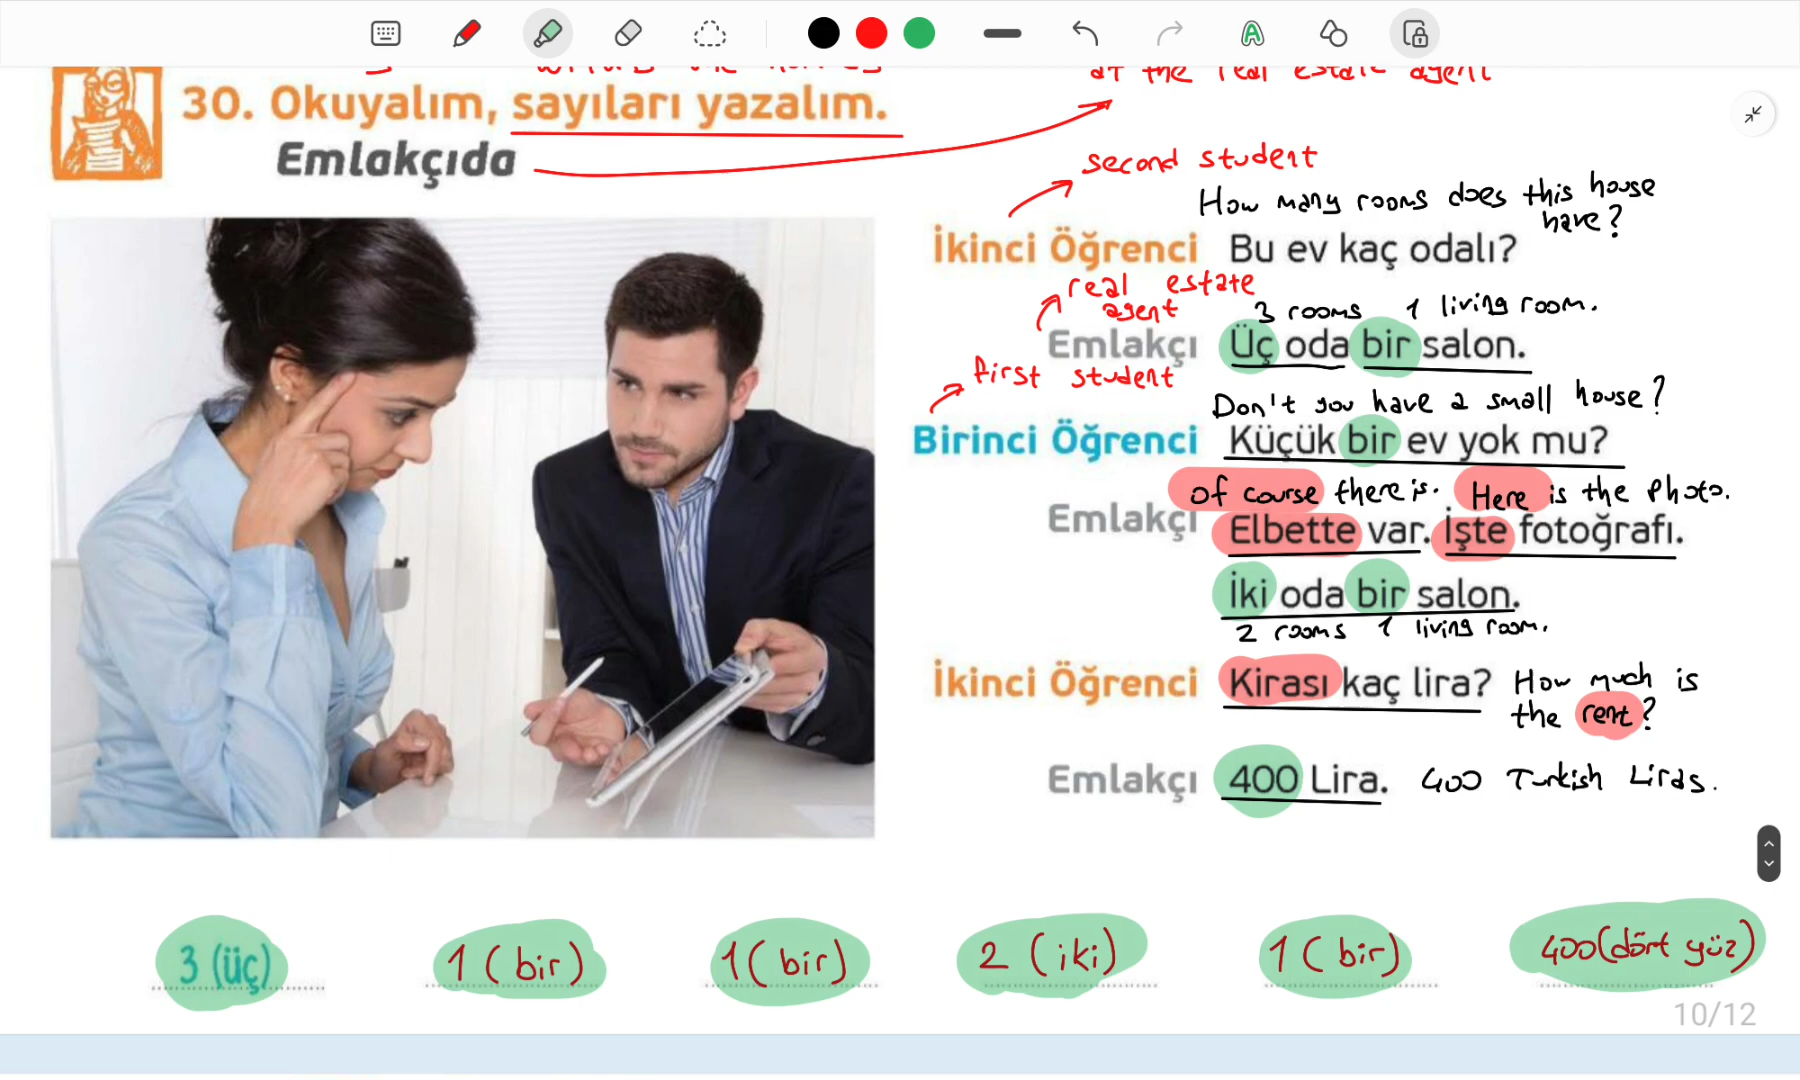 at the real estate agent
30. Okuyalım, sayıları yazalım.
Emlakçıda
second student
How many rooms does this house have?
İkinci Öğrenci Bu ev kaç odalı?
real estate agent
3 rooms 1 living room.
Emlakçı Üç oda bir salon.
first student
Don't you have a small house?
Birinci Öğrenci Küçük bir ev yok mu?
of course there is. Here is the photo.
Emlakçı Elbette var. İşte fotoğrafı.
İki oda bir salon.
2 rooms 1 living room.
İkinci Öğrenci Kirası kaç lira? How much is the rent?
Emlakçı 400 Lira. 400 Turkish Liras.
3 (üç) 1 (bir) 1 (bir) 2 (iki) 1 (bir) 400 (dört yüz)
10/12